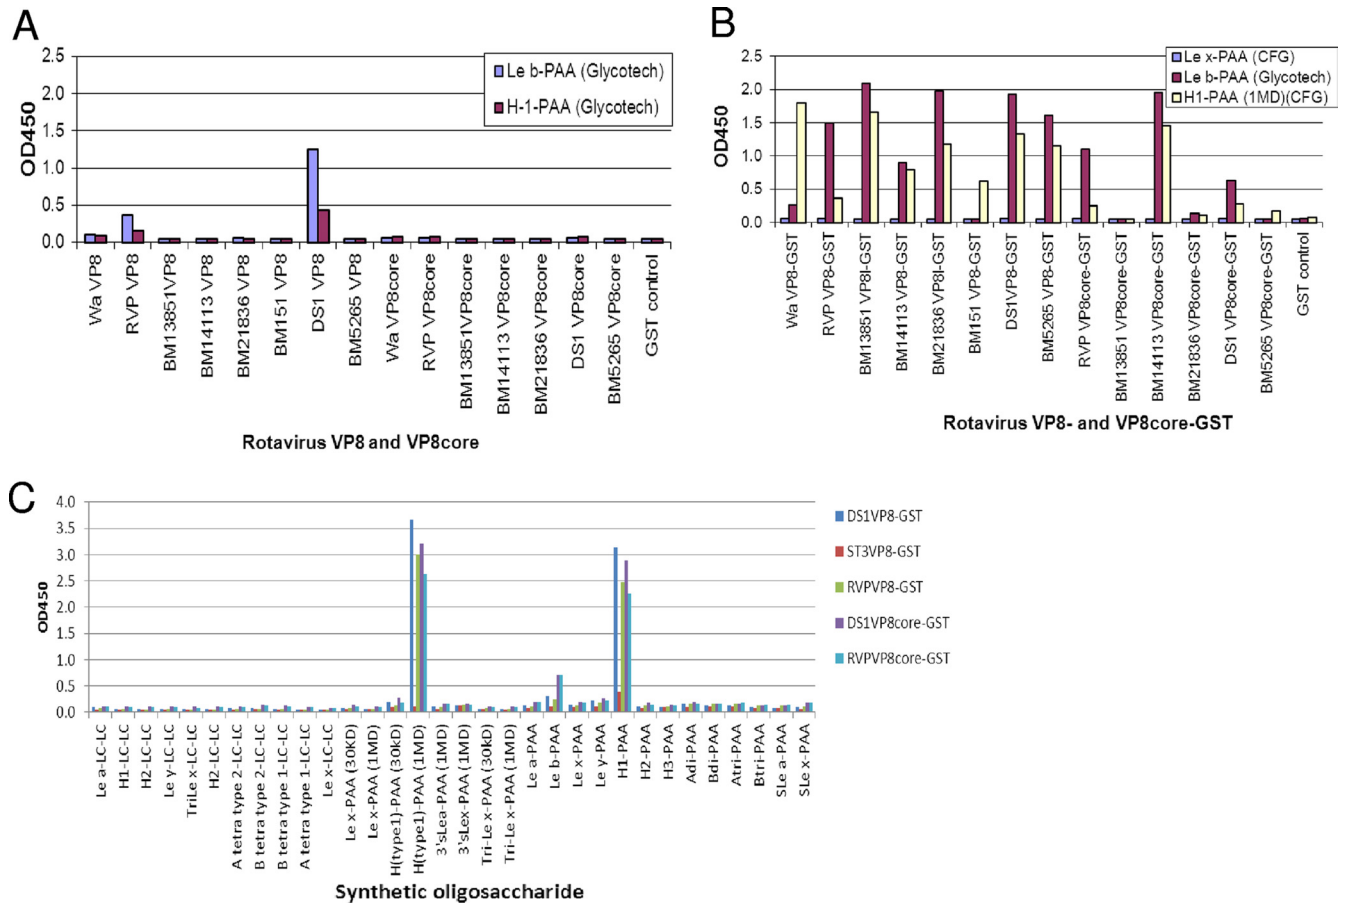 A
2.5
2.0
1.5
1.0
0.5
0.0
OD450
Le b-PAA (Glycotech)
H-1-PAA (Glycotech)
Wa VP8
RVP VP8
BM13851VP8
BM14113 VP8
BM21836 VP8
BM151 VP8
DS1 VP8
BM5265 VP8
Wa VP8core
RVP VP8core
BM13851VP8core
BM14113 VP8core
BM21836 VP8core
DS1 VP8core
BM5265 VP8core
GST control
Rotavirus VP8 and VP8core
B
2.5
2.0
1.5
1.0
0.5
0.0
OD450
Le x-PAA (CFG)
Le b-PAA (Glycotech)
H1-PAA (1MD)(CFG)
Wa VP8-GST
RVP VP8-GST
BM13851 VP8I-GST
BM14113 VP8-GST
BM21836 VP8I-GST
BM151 VP8-GST
DS1VP8-GST
BM5265 VP8-GST
RVP VP8core-GST
BM13851 VP8core-GST
BM14113 VP8core-GST
BM21836 VP8core-GST
DS1 VP8core-GST
BM5265 VP8core-GST
GST control
Rotavirus VP8- and VP8core-GST
C
4.0
3.5
3.0
2.5
2.0
1.5
1.0
0.5
0.0
OD450
DS1VP8-GST
ST3VP8-GST
RVPVP8-GST
DS1VP8core-GST
RVPVP8core-GST
Le a-LC-LC
H1-LC-LC
H2-LC-LC
Le y-LC-LC
TriLe x-LC-LC
H2-LC-LC
A tetra type 2-LC-LC
B tetra type 2-LC-LC
B tetra type 1-LC-LC
A tetra type 1-LC-LC
Le x-LC-LC
Le x-PAA (30KD)
Le x-PAA (1MD)
H(type1)-PAA (30kD)
H(type1)-PAA (1MD)
3'sLea-PAA (1MD)
3'sLex-PAA (1MD)
Tri-Le x-PAA (30kD)
Tri-Le x-PAA (1MD)
Le a-PAA
Le b-PAA
Le x-PAA
Le y-PAA
H1-PAA
H2-PAA
H3-PAA
Adi-PAA
Bdi-PAA
Atri-PAA
Btri-PAA
SLe a-PAA
SLe x-PAA
Synthetic oligosaccharide